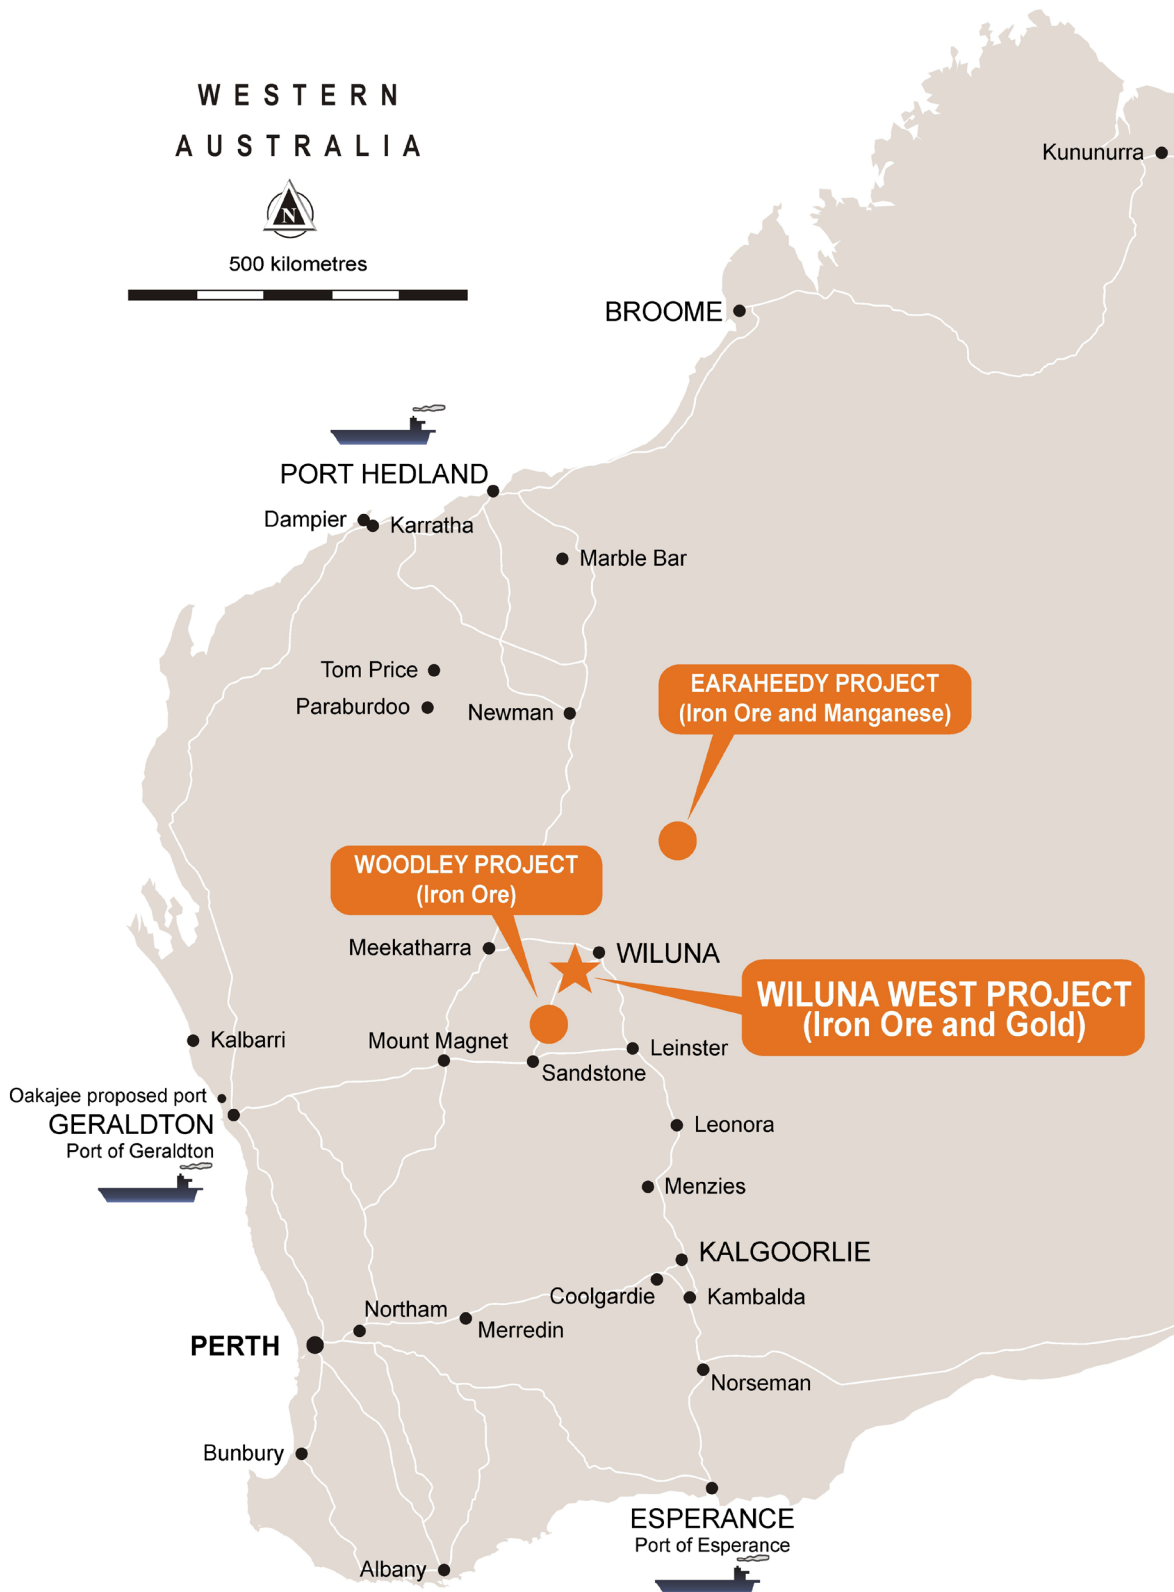 WESTERN
AUSTRALIA
N
500 kilometres
Kununurra
BROOME
PORT HEDLAND
Dampier
Karratha
Marble Bar
Tom Price
Paraburdoo
Newman
EARAHEEDY PROJECT
(Iron Ore and Manganese)
WOODLEY PROJECT
(Iron Ore)
Meekatharra
WILUNA
WILUNA WEST PROJECT
(Iron Ore and Gold)
Kalbarri
Mount Magnet
Sandstone
Leinster
Oakajee proposed port
GERALDTON
Port of Geraldton
Leonora
Menzies
KALGOORLIE
Coolgardie
Kambalda
Northam
Merredin
PERTH
Norseman
Bunbury
ESPERANCE
Port of Esperance
Albany